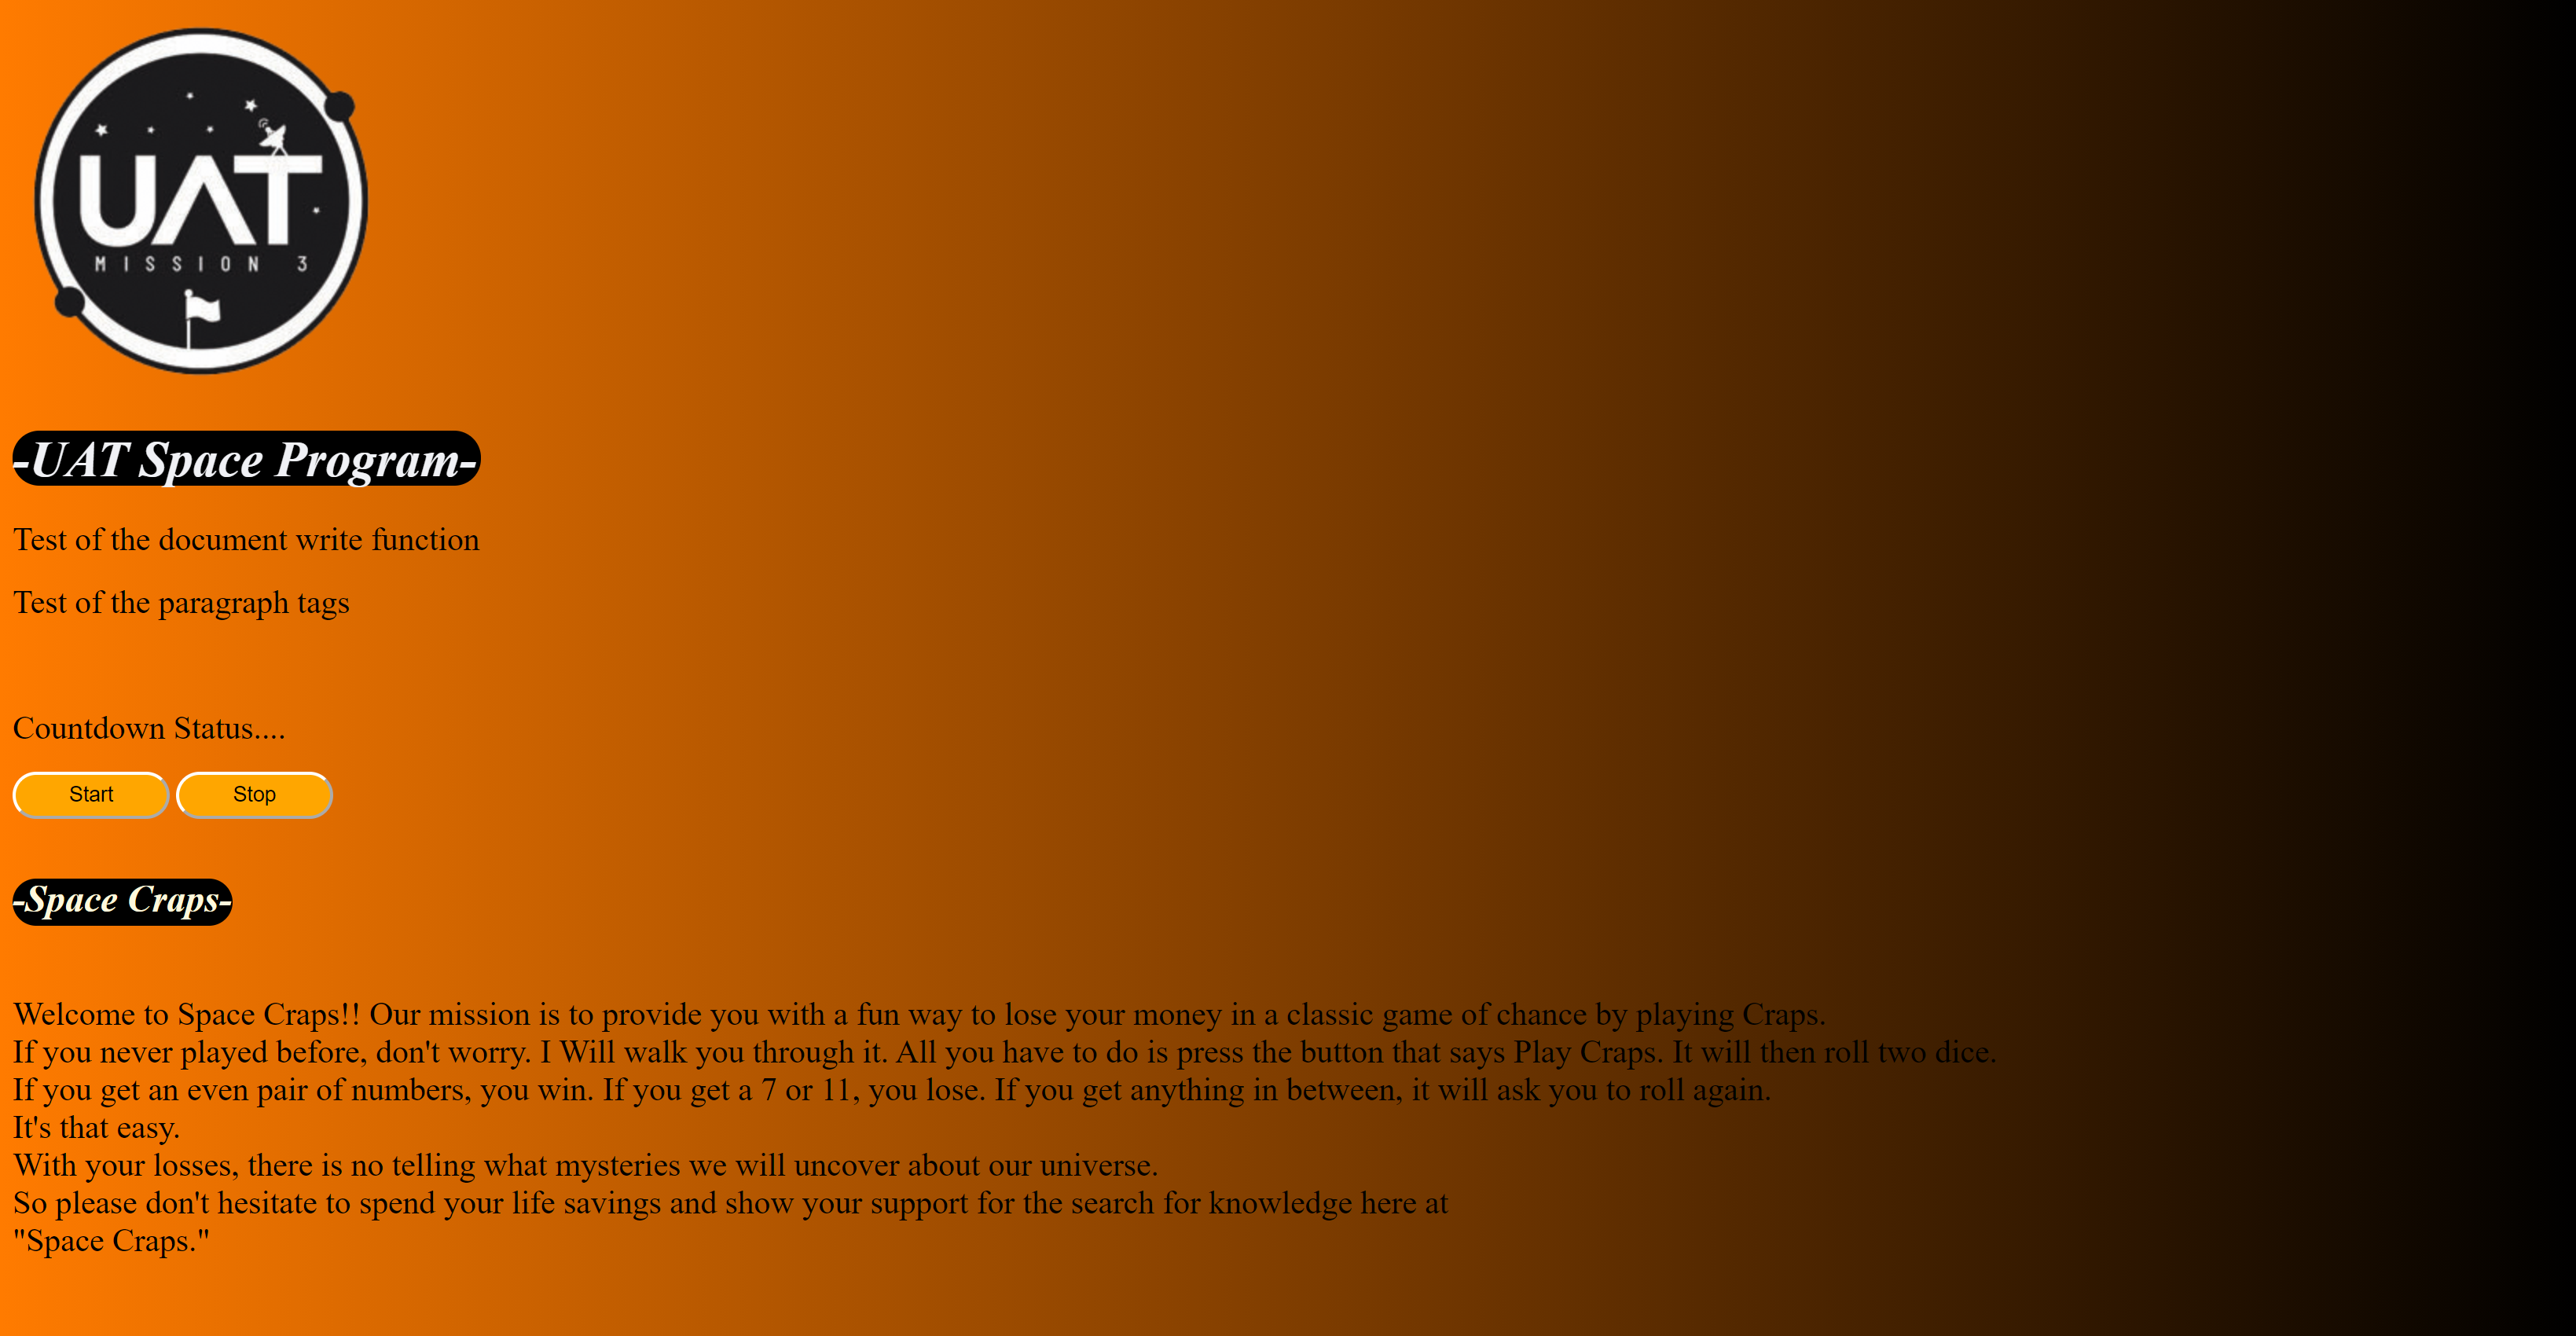 UAT
MISSION 3
-UAT Space Program-
Test of the document write function
Test of the paragraph tags
Countdown Status....
Start Stop
-Space Craps-
Welcome to Space Craps!! Our mission is to provide you with a fun way to lose your money in a classic game of chance by playing Craps.
If you never played before, don't worry. I Will walk you through it. All you have to do is press the button that says Play Craps. It will then roll two dice.
If you get an even pair of numbers, you win. If you get a 7 or 11, you lose. If you get anything in between, it will ask you to roll again.
It's that easy.
With your losses, there is no telling what mysteries we will uncover about our universe.
So please don't hesitate to spend your life savings and show your support for the search for knowledge here at
"Space Craps."